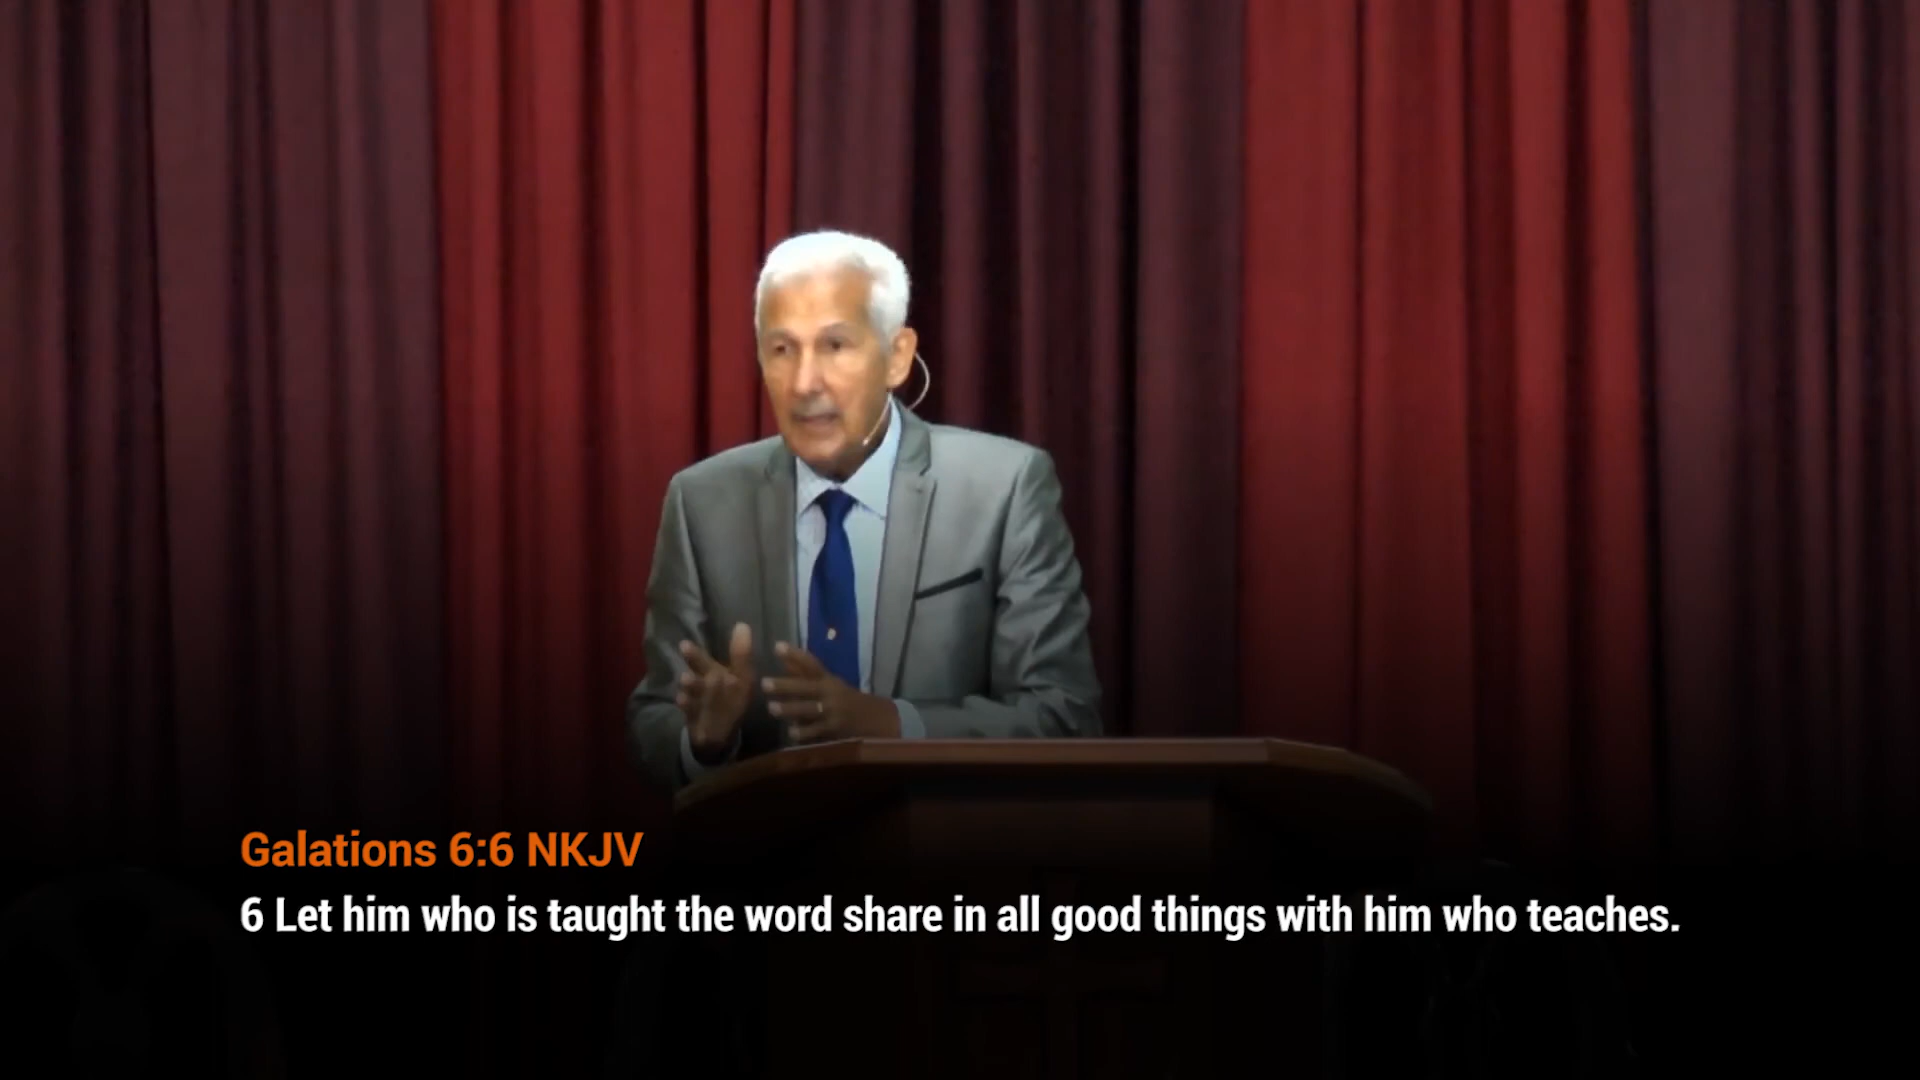 Galations 6:6 NKJV
6 Let him who is taught the word share in all good things with him who teaches.